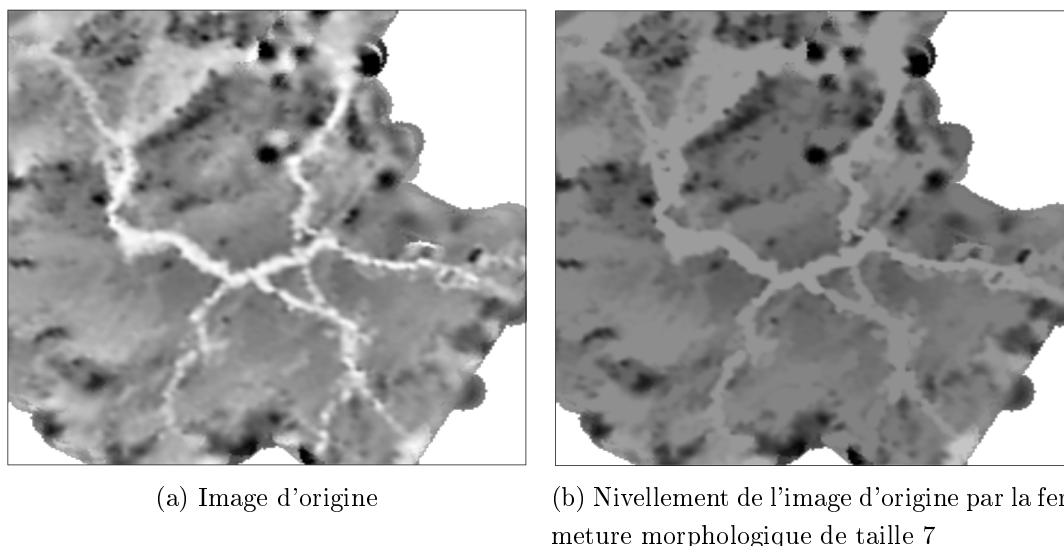 (a) Image d'origine
(b) Nivellement de l'image d'origine par la fer
meture morphologique de taille 7